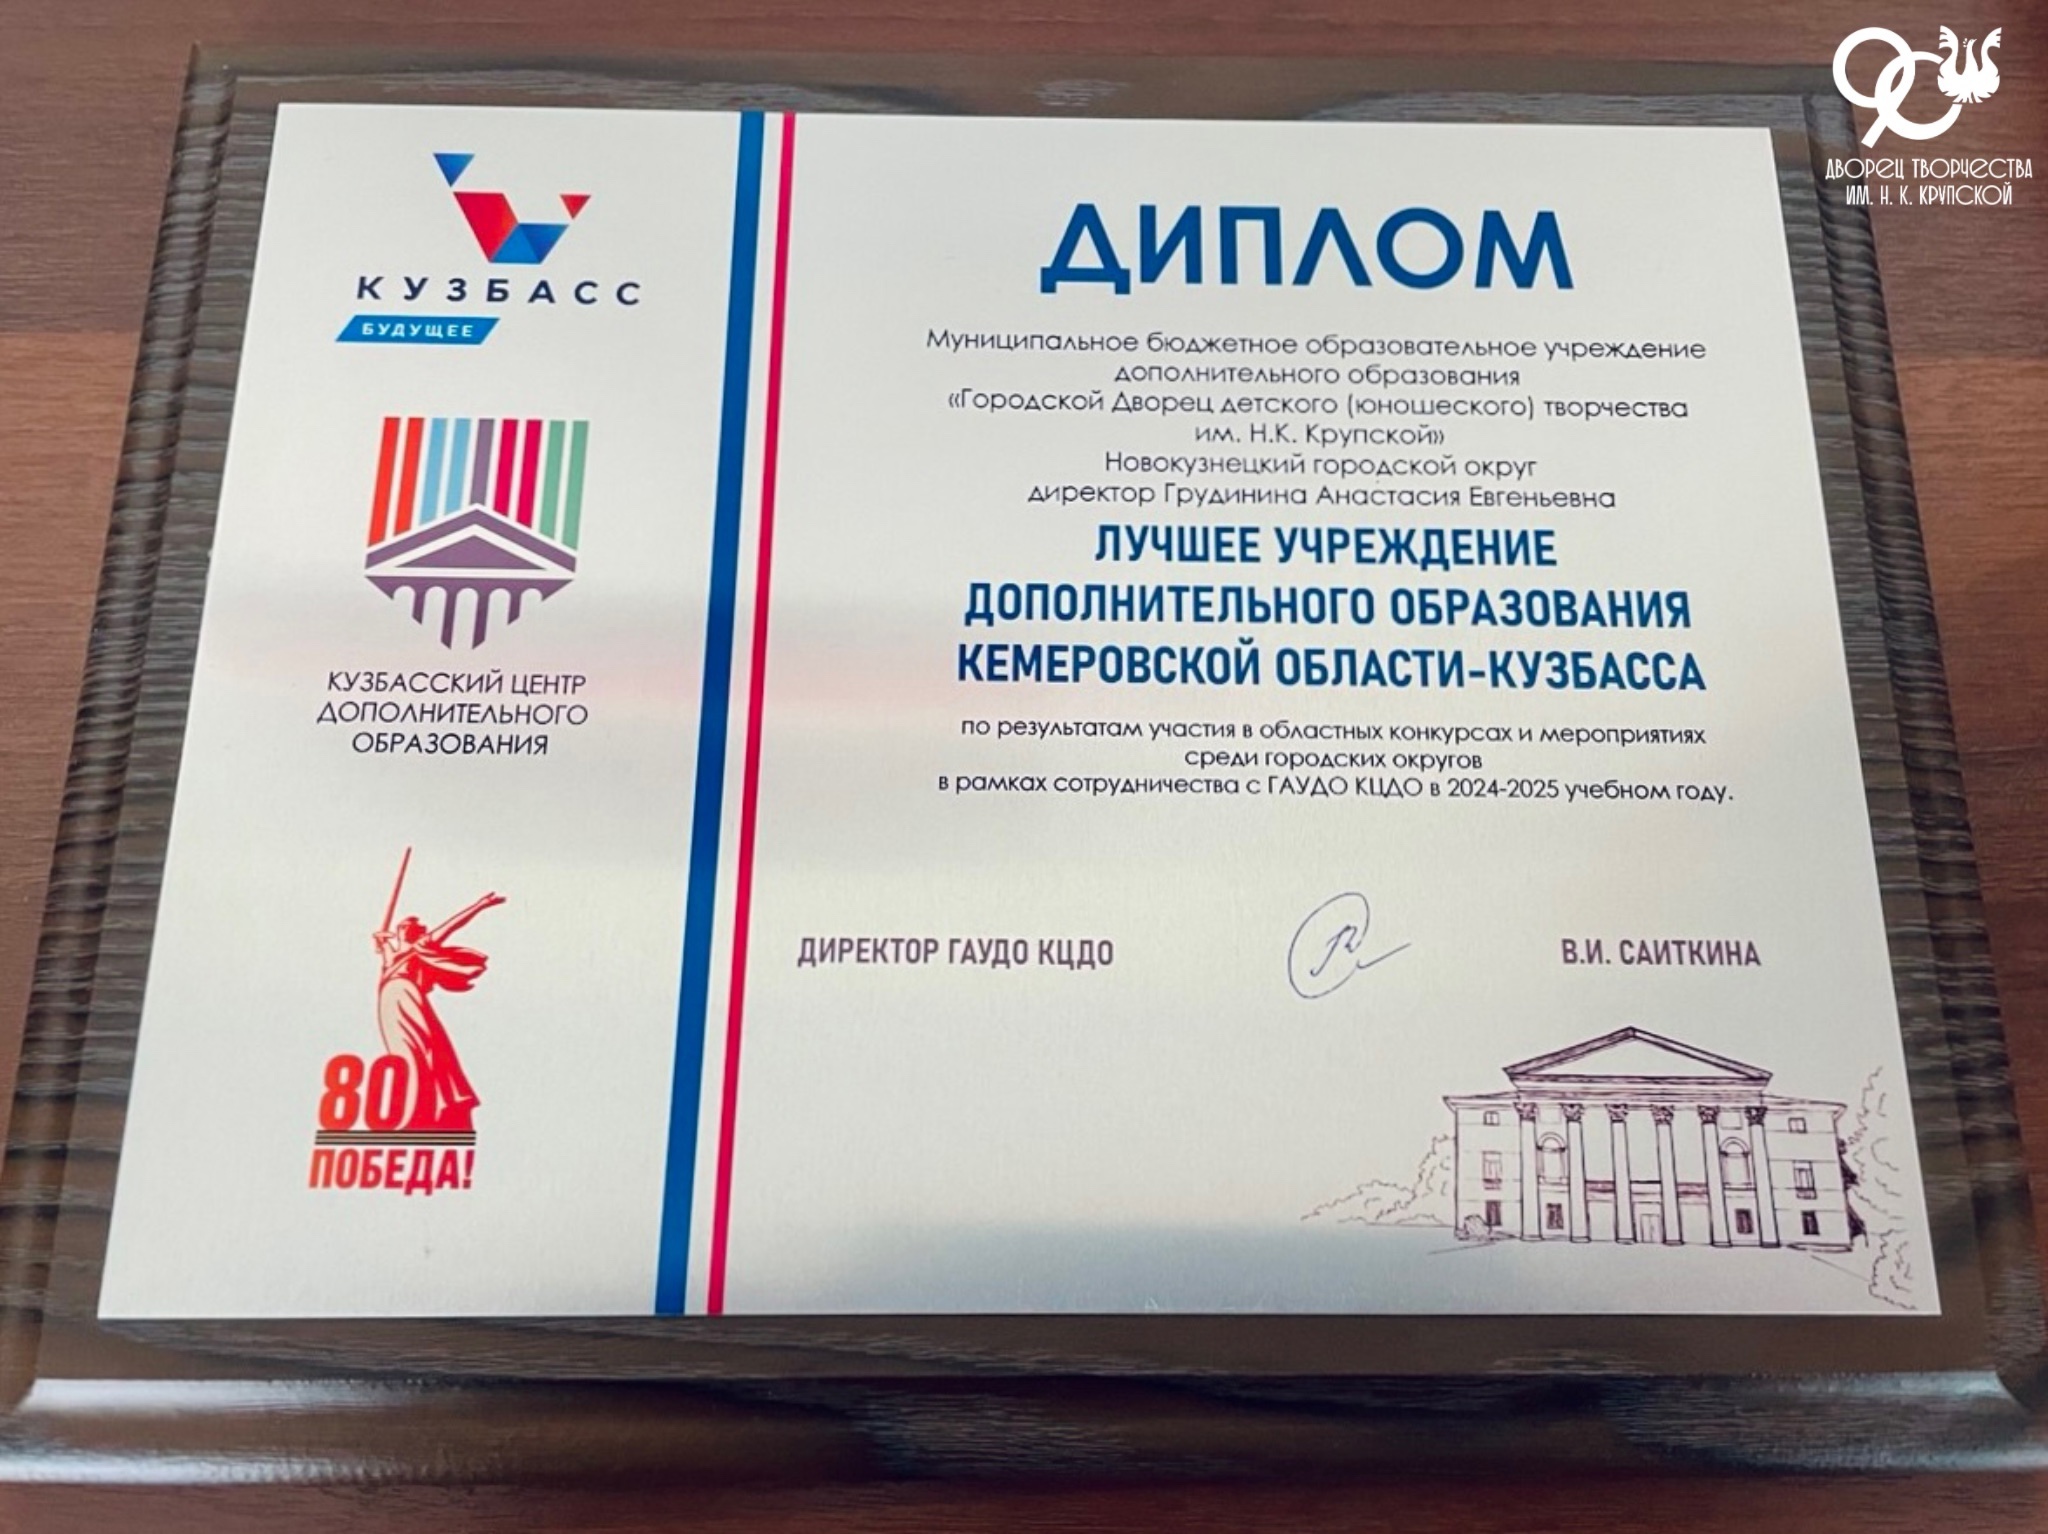 ДВОРЕЦ ТВОРЧЕСТВА
ИМ. Н. К. КРУПСКОЙ
КУЗБАСС
БУДУЩЕЕ
КУЗБАССКИЙ ЦЕНТР
ДОПОЛНИТЕЛЬНОГО
ОБРАЗОВАНИЯ
80
ПОБЕДА!
ДИПЛОМ
Муниципальное бюджетное образовательное учреждение
дополнительного образования
«Городской Дворец детского (юношеского) творчества
им. Н.К. Крупской»
Новокузнецкий городской округ
директор Грудинина Анастасия Евгеньевна
ЛУЧШЕЕ УЧРЕЖДЕНИЕ
ДОПОЛНИТЕЛЬНОГО ОБРАЗОВАНИЯ
КЕМЕРОВСКОЙ ОБЛАСТИ-КУЗБАССА
по результатам участия в областных конкурсах и мероприятиях
среди городских округов
в рамках сотрудничества с ГАУДО КЦДО в 2024-2025 учебном году.
ДИРЕКТОР ГАУДО КЦДО В.И. САИТКИНА